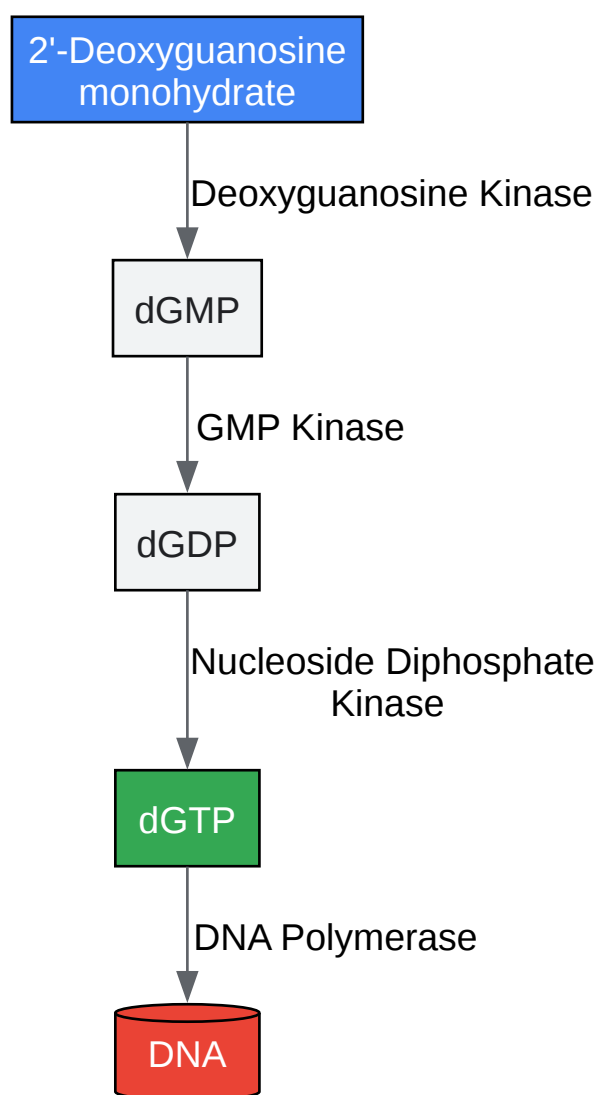 2'-Deoxyguanosine
monohydrate
Deoxyguanosine Kinase
dGMP
GMP Kinase
dGDP
Nucleoside Diphosphate
Kinase
dGTP
DNA Polymerase
DNA